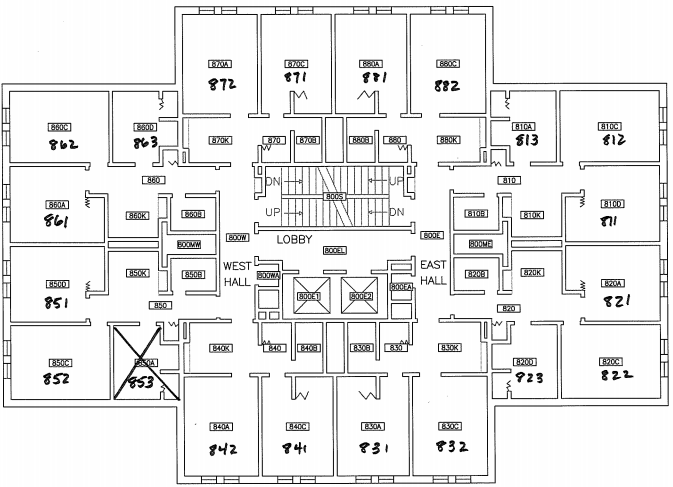 870A 870C 880A 880C
872 871 881 882
860C 860D 810A 810C
862 863 813 812
870K 870 870B 880B 880 880K
860 DN UP 810
800S
860A 860K 860B UP DN 810B 810K 810D
861 811
800MW 800W LOBBY 800E 800ME
800EL
850D 850K 850B WEST HALL 800WA 800EA EAST HALL 820B 820K 820A
851 821
800E1 800E2
850 820
850C 850A 840K 840 840B 830B 830 830K 820D 820C
852 853 823 822
840A 840C 830A 830C
842 841 831 832